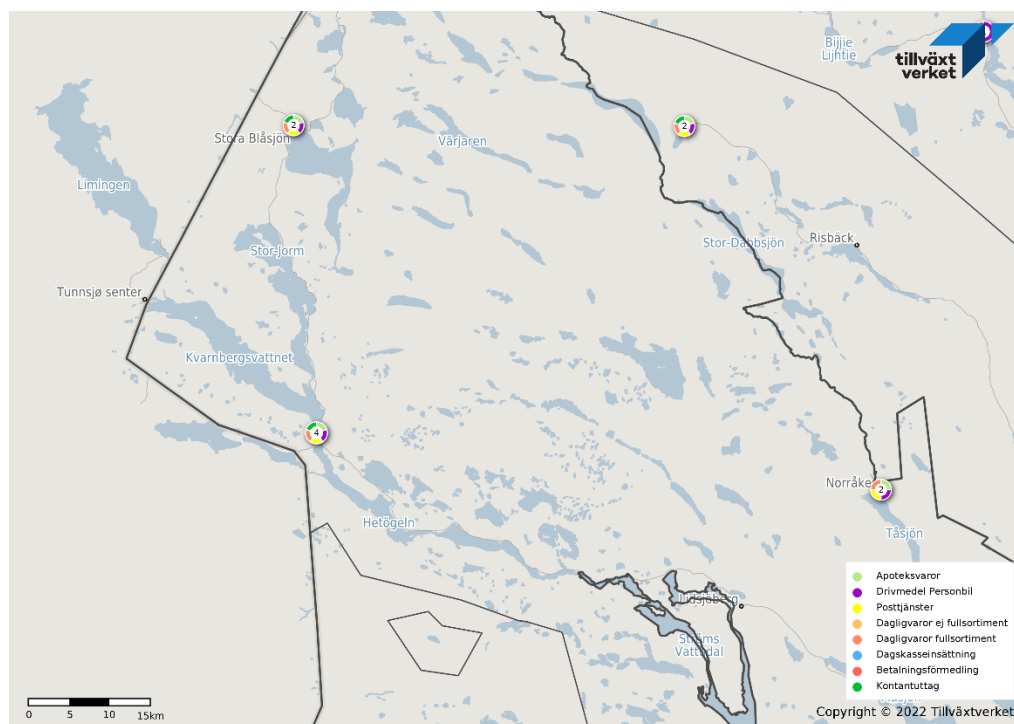 Bijjie
Lijhtie
tillväxt
verket
2
2
Stora Blåsjön
Värjaren
Limingen
Stor-Dabbsjön
Risbäck
Stor-Jorm
Tunnsjø senter
Kvarnbergsvattnet
4
Norråker
2
Hetögeln
Tåsjön
Lidsjöberg
Ströms
Vattudal
Apoteksvaror
Drivmedel Personbil
Posttjänster
Dagligvaror ej fullsortiment
Dagligvaror fullsortiment
Dagskasseinsättning
Betalningsförmedling
Kontantuttag
0 5 10 15km
Copyright © 2022 Tillväxtverket